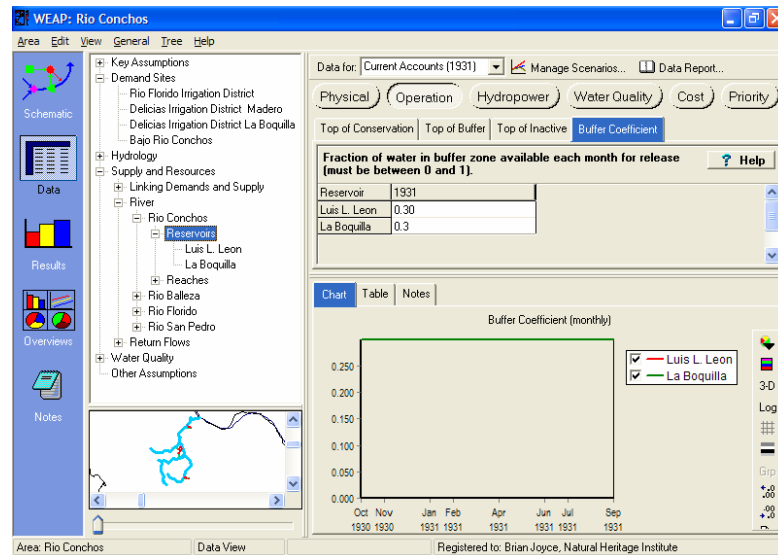 WEAP: Rio Conchos
Area Edit View General Tree Help
Schematic
Data
Results
Overviews
Notes
Key Assumptions
Demand Sites
Rio Florido Irrigation District
Delicias Irrigation District Madero
Delicias Irrigation District La Boquilla
Bajo Rio Conchos
Hydrology
Supply and Resources
Linking Demands and Supply
River
Rio Conchos
Reservoirs
Luis L. Leon
La Boquilla
Reaches
Rio Balleza
Rio Florido
Rio San Pedro
Return Flows
Water Quality
Other Assumptions
Data for: Current Accounts (1931) Manage Scenarios... Data Report...
Physical Operation Hydropower Water Quality Cost Priority
Top of Conservation Top of Buffer Top of Inactive Buffer Coefficient
Fraction of water in buffer zone available each month for release
(must be between 0 and 1).
? Help
Reservoir 1931
Luis L. Leon 0.30
La Boquilla 0.3
Chart Table Notes
Buffer Coefficient (monthly)
0.250
0.200
0.150
0.100
0.050
0.000
Oct Nov Jan Feb Apr Jun Jul Sep
1930 1930 1931 1931 1931 1931 1931 1931
Luis L. Leon
La Boquilla
3-D
Log
Grp
Area: Rio Conchos Data View Registered to: Brian Joyce, Natural Heritage Institute